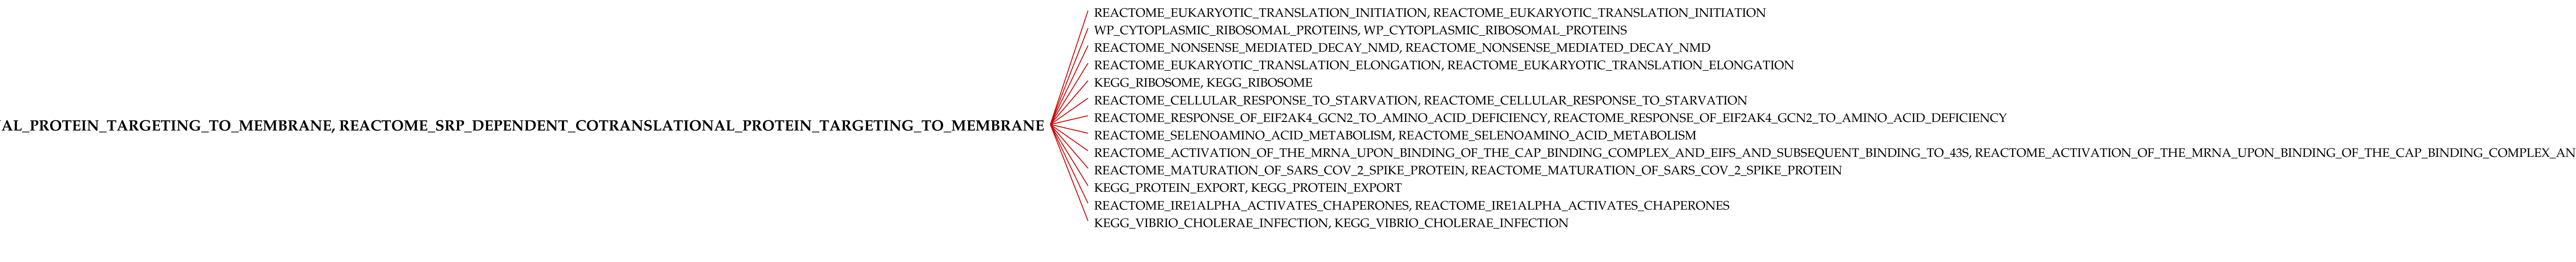 REACTOME_EUKARYOTIC_TRANSLATION_INITIATION, REACTOME_EUKARYOTIC_TRANSLATION_INITIATION
WP_CYTOPLASMIC_RIBOSOMAL_PROTEINS, WP_CYTOPLASMIC_RIBOSOMAL_PROTEINS
REACTOME_NONSENSE_MEDIATED_DECAY_NMD, REACTOME_NONSENSE_MEDIATED_DECAY_NMD
REACTOME_EUKARYOTIC_TRANSLATION_ELONGATION, REACTOME_EUKARYOTIC_TRANSLATION_ELONGATION
KEGG_RIBOSOME, KEGG_RIBOSOME
REACTOME_CELLULAR_RESPONSE_TO_STARVATION, REACTOME_CELLULAR_RESPONSE_TO_STARVATION
REACTOME_RESPONSE_OF_EIF2AK4_GCN2_TO_AMINO_ACID_DEFICIENCY, REACTOME_RESPONSE_OF_EIF2AK4_GCN2_TO_AMINO_ACID_DEFICIENCY
AL_PROTEIN_TARGETING_TO_MEMBRANE, REACTOME_SRP_DEPENDENT_COTRANSLATIONAL_PROTEIN_TARGETING_TO_MEMBRANE
REACTOME_SELENOAMINO_ACID_METABOLISM, REACTOME_SELENOAMINO_ACID_METABOLISM
REACTOME_ACTIVATION_OF_THE_MRNA_UPON_BINDING_OF_THE_CAP_BINDING_COMPLEX_AND_EIFS_AND_SUBSEQUENT_BINDING_TO_43S, REACTOME_ACTIVATION_OF_THE_MRNA_UPON_BINDING_OF_THE_CAP_BINDING_COMPLEX_AN
REACTOME_MATURATION_OF_SARS_COV_2_SPIKE_PROTEIN, REACTOME_MATURATION_OF_SARS_COV_2_SPIKE_PROTEIN
KEGG_PROTEIN_EXPORT, KEGG_PROTEIN_EXPORT
REACTOME_IRE1ALPHA_ACTIVATES_CHAPERONES, REACTOME_IRE1ALPHA_ACTIVATES_CHAPERONES
KEGG_VIBRIO_CHOLERAE_INFECTION, KEGG_VIBRIO_CHOLERAE_INFECTION